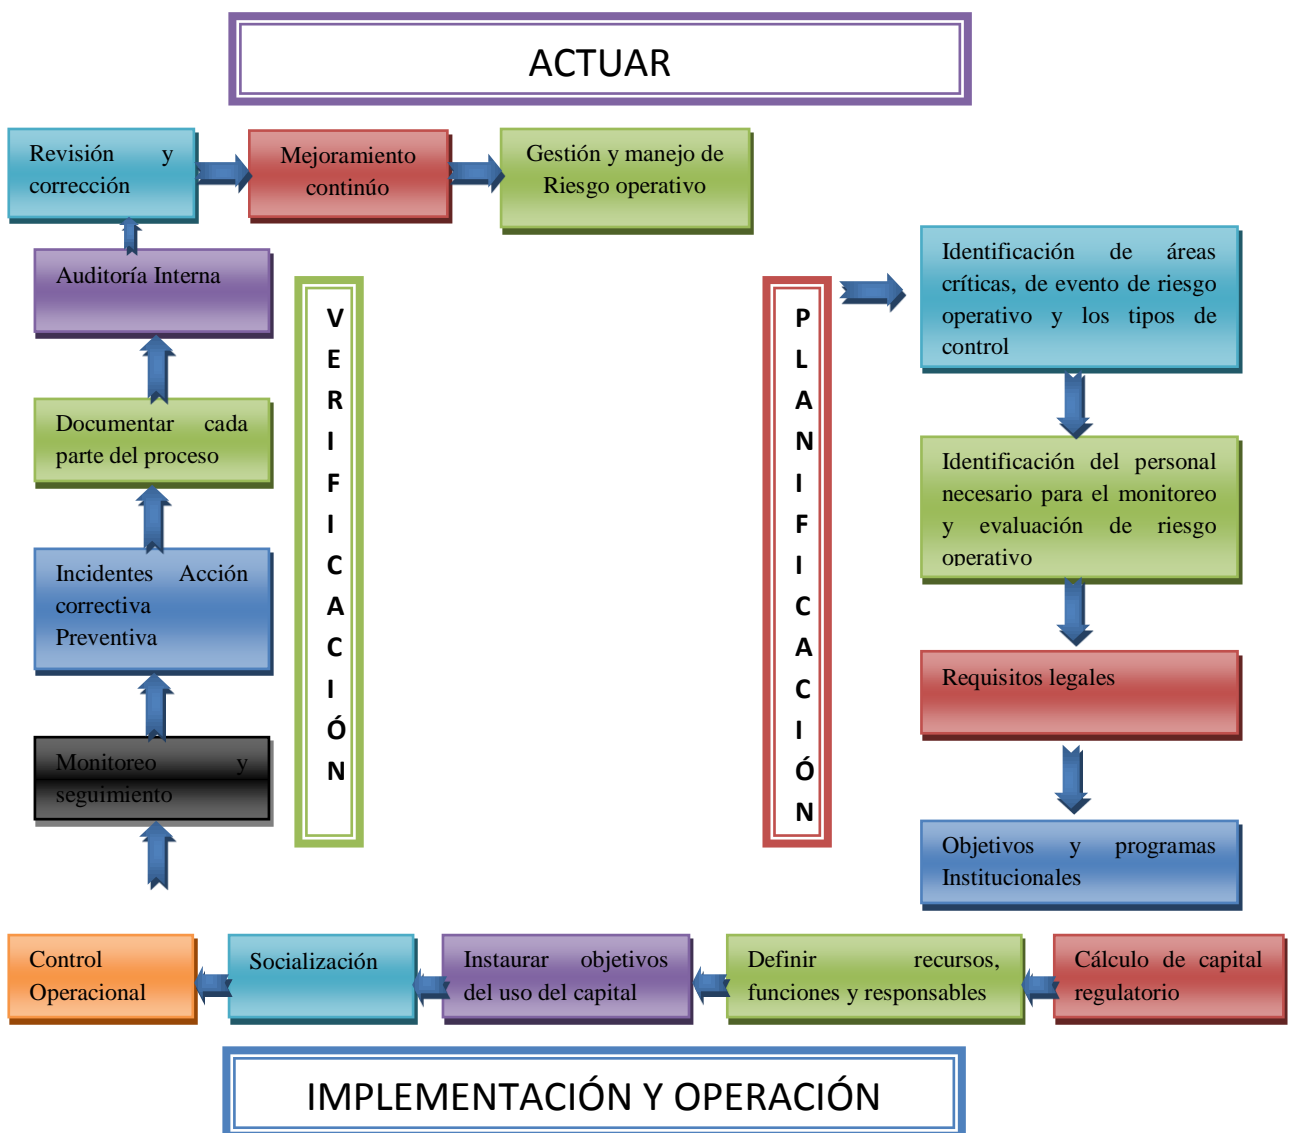 ACTUAR
Revisión y
corrección
Mejoramiento
continúo
Gestión y manejo de
Riesgo operativo
Auditoría Interna
Documentar cada
parte del proceso
Incidentes Acción
correctiva
Preventiva
Monitoreo y
seguimiento
V
E
R
I
F
I
C
A
C
I
Ó
N
P
L
A
N
I
F
I
C
A
C
I
Ó
N
Identificación de áreas
críticas, de evento de riesgo
operativo y los tipos de
control
Identificación del personal
necesario para el monitoreo
y evaluación de riesgo
operativo
Requisitos legales
Objetivos y programas
Institucionales
Control
Operacional
Socialización
Instaurar objetivos
del uso del capital
Definir recursos,
funciones y responsables
Cálculo de capital
regulatorio
IMPLEMENTACIÓN Y OPERACIÓN